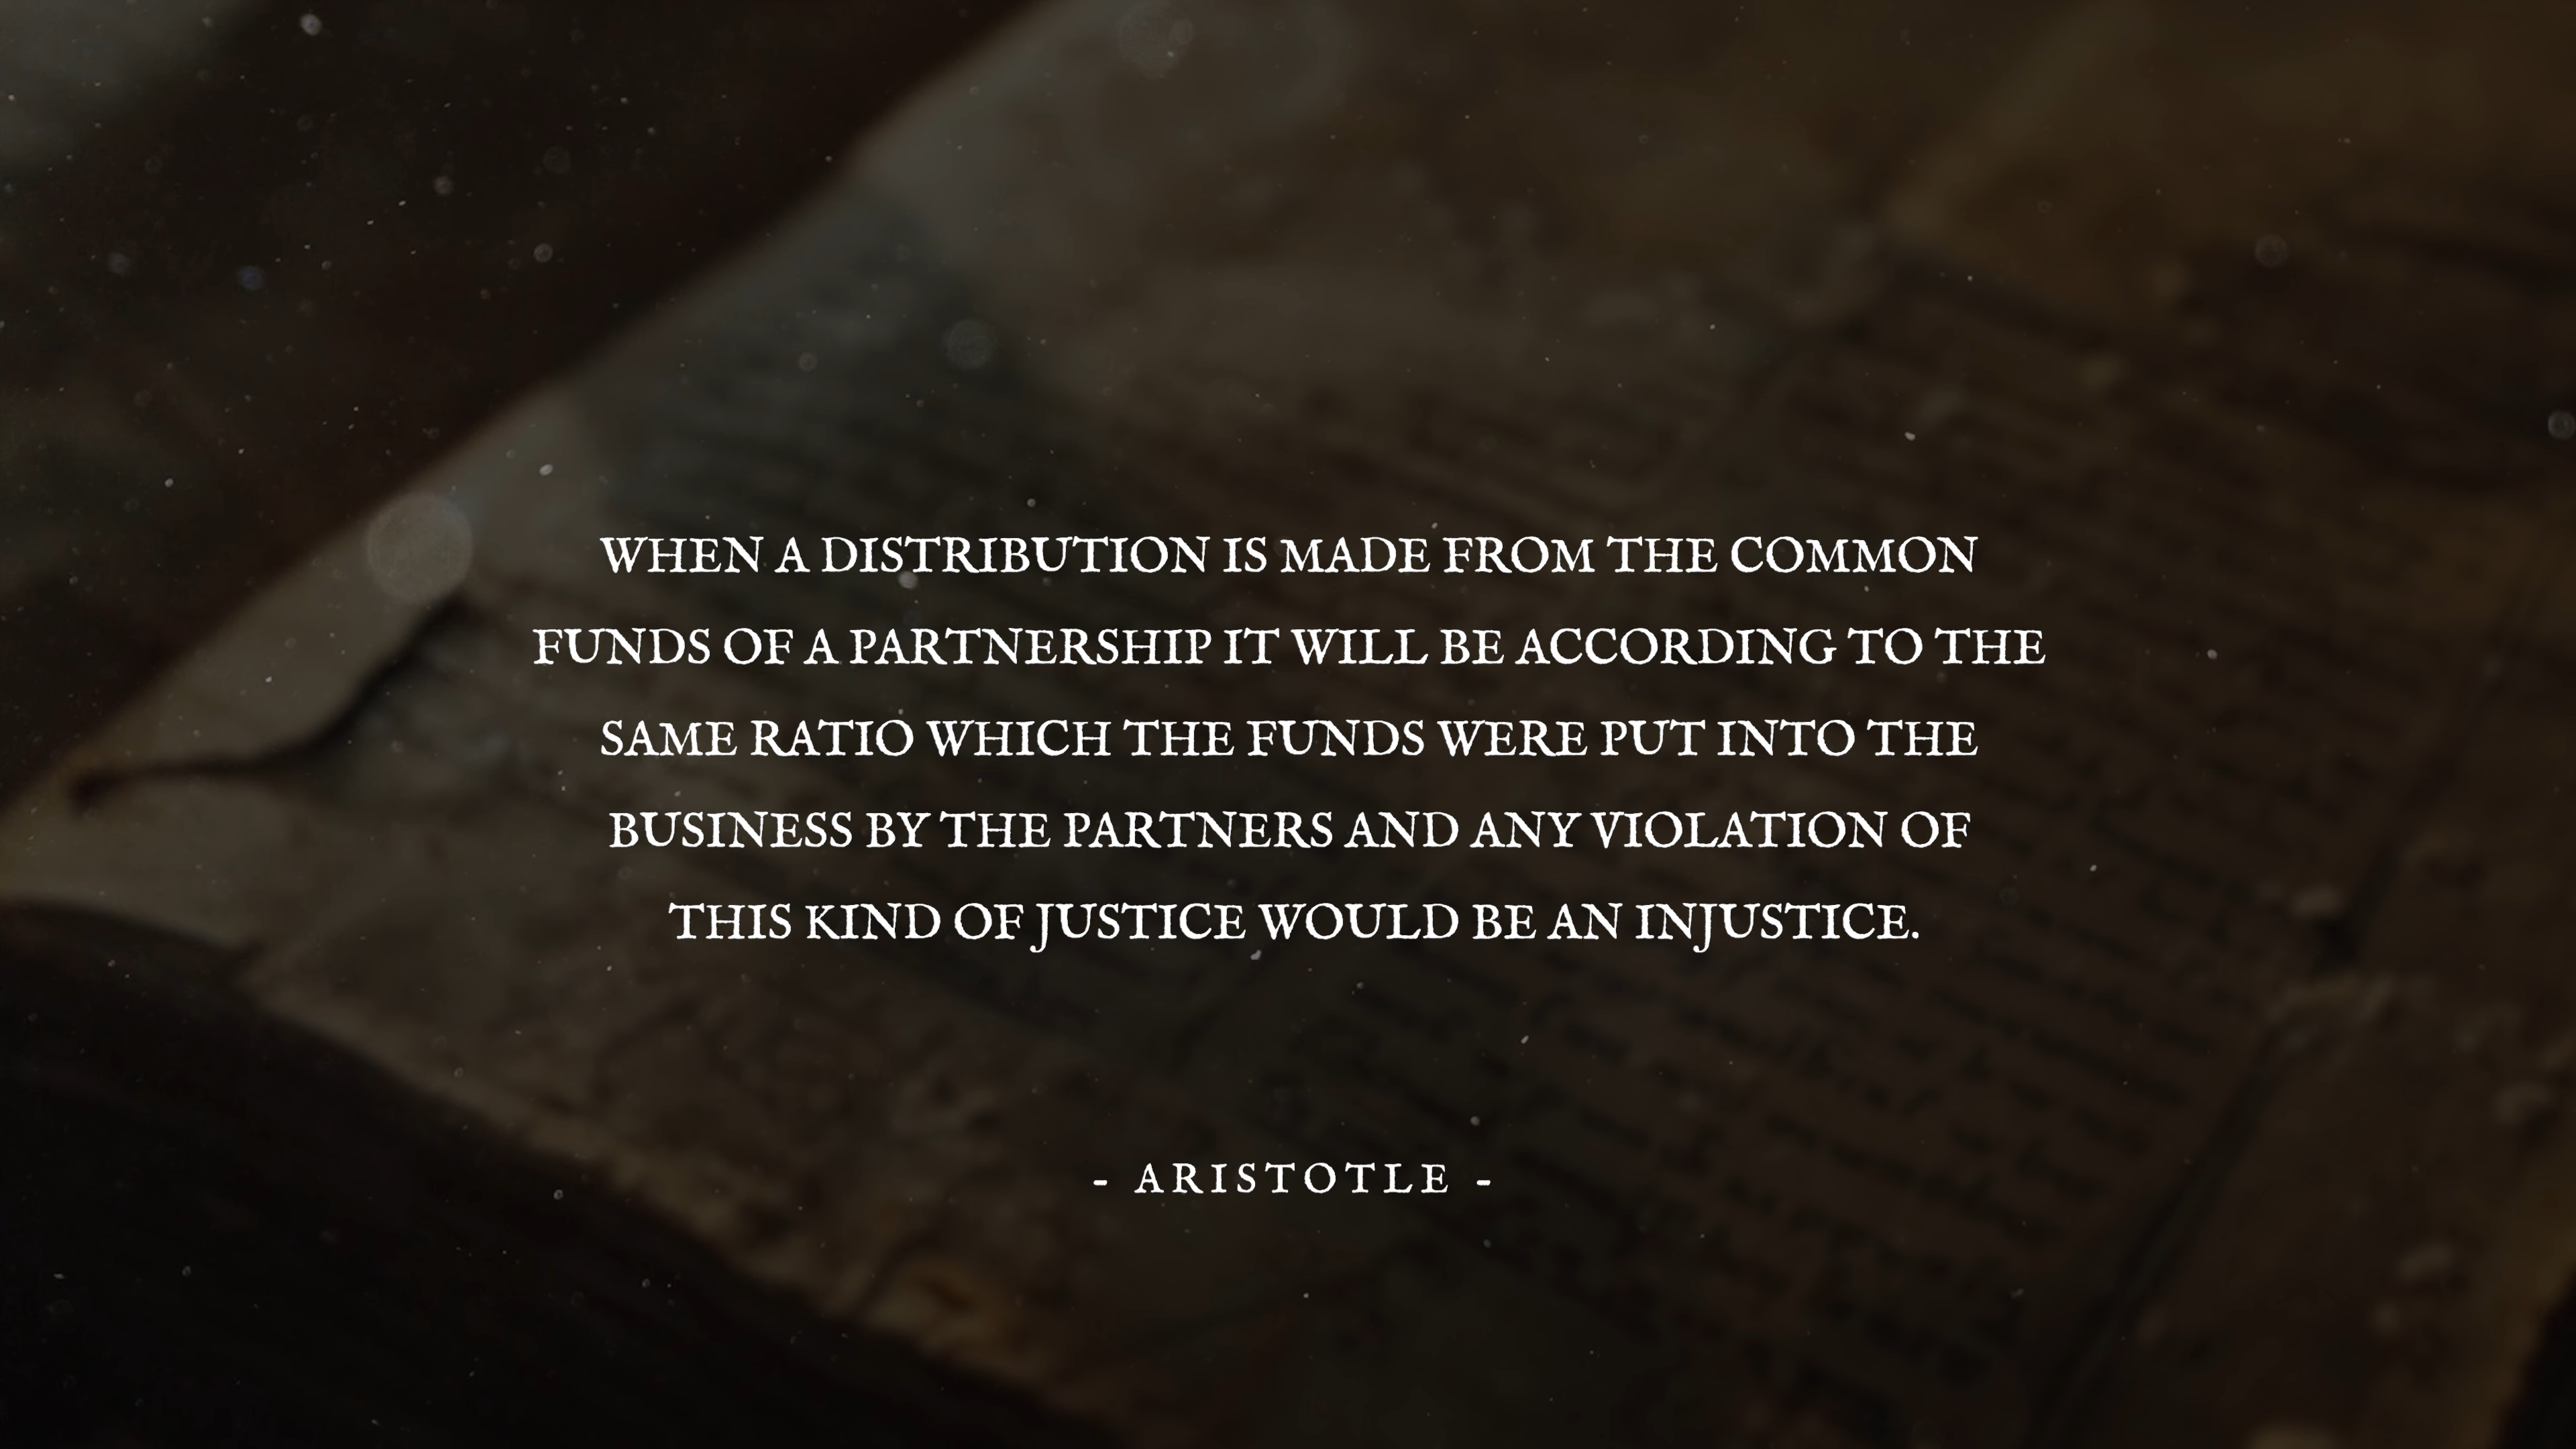 WHEN A DISTRIBUTION IS MADE FROM THE COMMON
FUNDS OF A PARTNERSHIP IT WILL BE ACCORDING TO THE
SAME RATIO WHICH THE FUNDS WERE PUT INTO THE
BUSINESS BY THE PARTNERS AND ANY VIOLATION OF
THIS KIND OF JUSTICE WOULD BE AN INJUSTICE.
- ARISTOTLE -